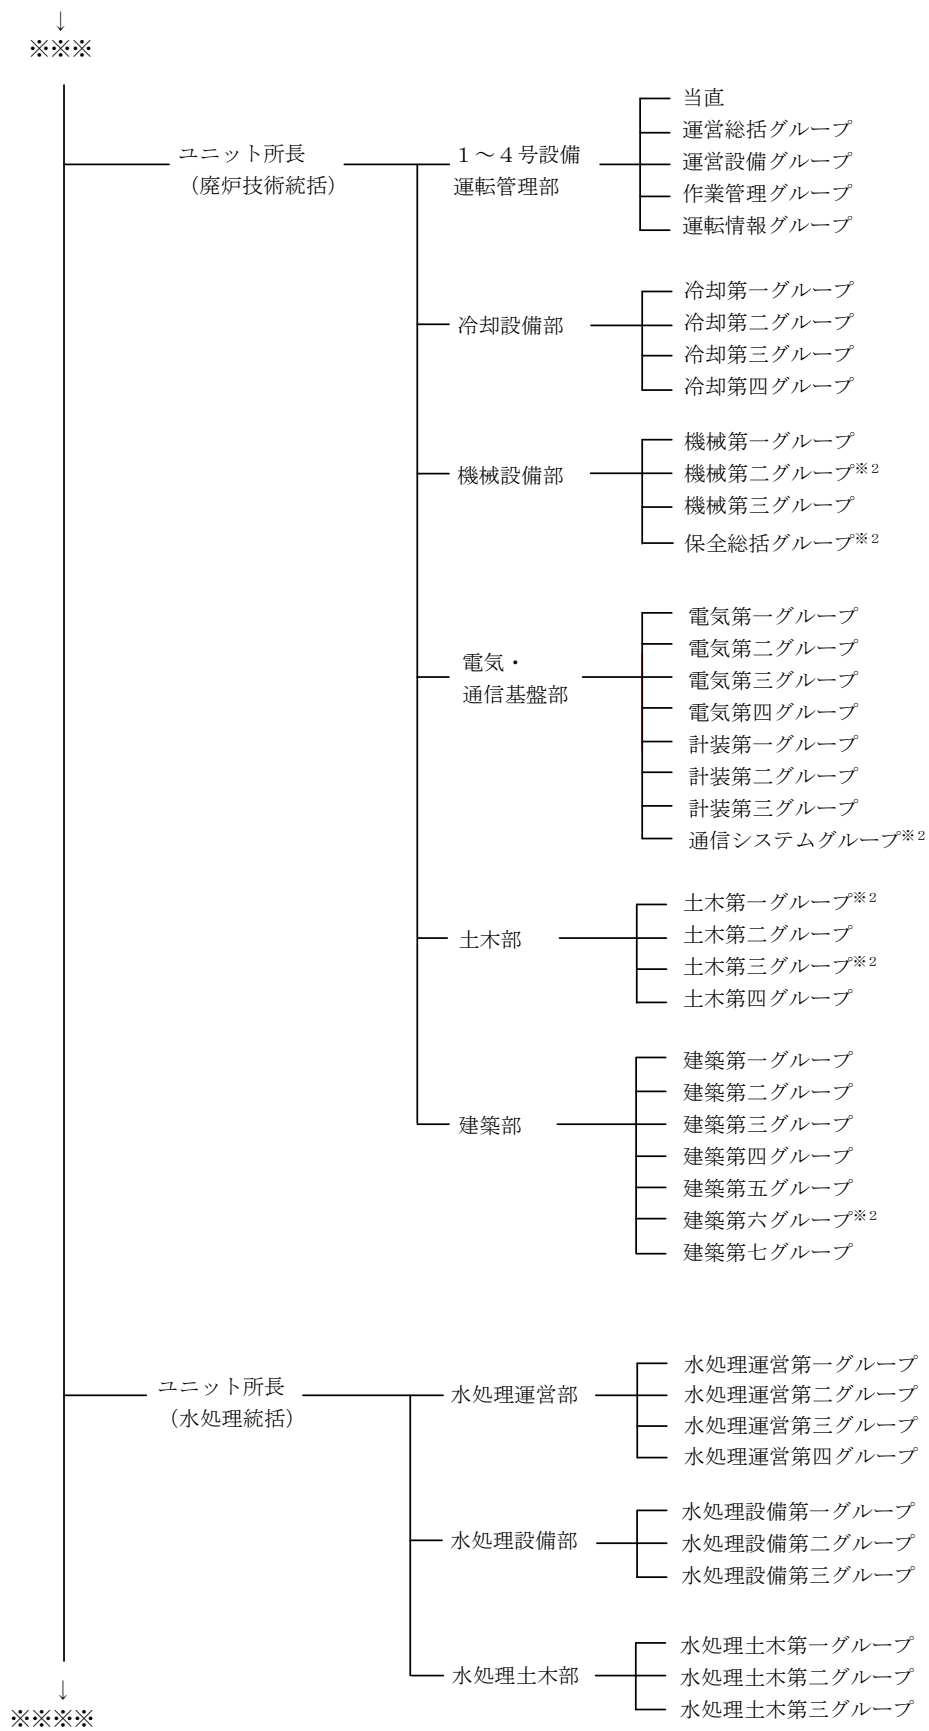 ↓
※※※
ユニット所長
（廃炉技術統括）
１～４号設備
運転管理部
当直
運営総括グループ
運営設備グループ
作業管理グループ
運転情報グループ
冷却設備部
冷却第一グループ
冷却第二グループ
冷却第三グループ
冷却第四グループ
機械設備部
機械第一グループ
機械第二グループ※２
機械第三グループ
保全総括グループ※２
電気・
通信基盤部
電気第一グループ
電気第二グループ
電気第三グループ
電気第四グループ
計装第一グループ
計装第二グループ
計装第三グループ
通信システムグループ※２
土木部
土木第一グループ※２
土木第二グループ
土木第三グループ※２
土木第四グループ
建築部
建築第一グループ
建築第二グループ
建築第三グループ
建築第四グループ
建築第五グループ
建築第六グループ※２
建築第七グループ
ユニット所長
（水処理統括）
水処理運営部
水処理運営第一グループ
水処理運営第二グループ
水処理運営第三グループ
水処理運営第四グループ
水処理設備部
水処理設備第一グループ
水処理設備第二グループ
水処理設備第三グループ
水処理土木部
水処理土木第一グループ
水処理土木第二グループ
水処理土木第三グループ
↓
※※※※